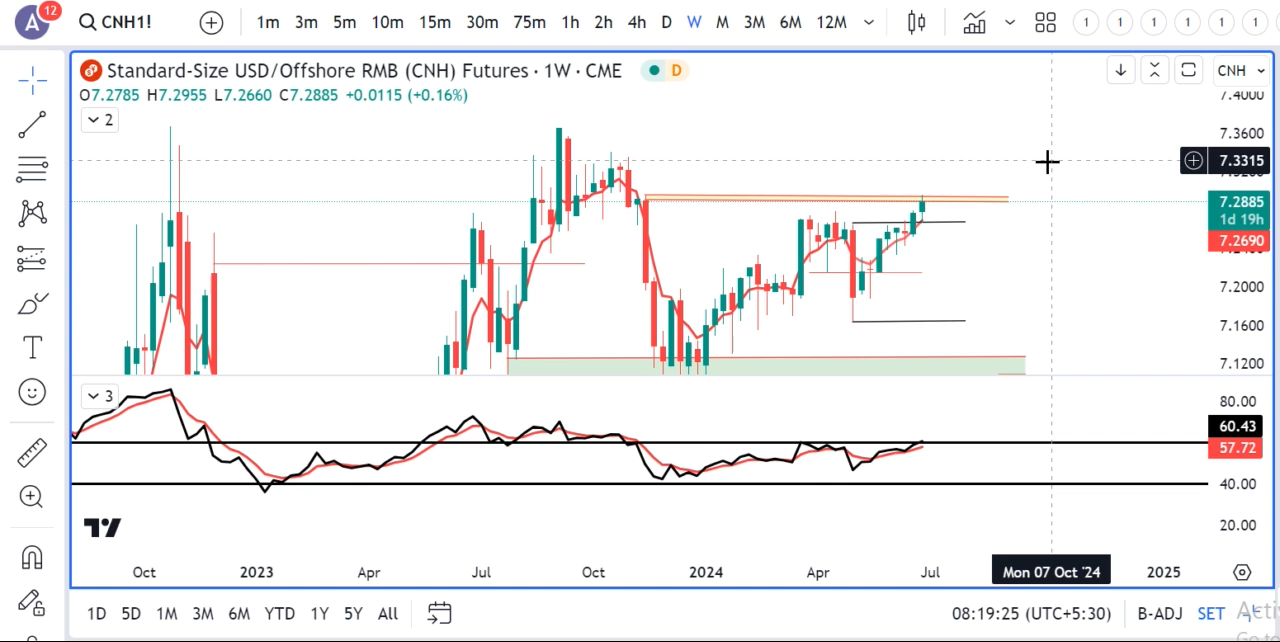 A 12 CNH1! 1m 3m 5m 10m 15m 30m 75m 1h 2h 4h D W M 3M 6M 12M 1 1 1 1 1 1
Standard-Size USD/Offshore RMB (CNH) Futures · 1W · CME D CNH
O7.2785 H7.2955 L7.2660 C7.2885 +0.0115 (+0.16%)
7.4000
2
7.3600
7.3315
7.2885
1d 19h
7.2690
7.2000
7.1600
7.1200
3
80.00
60.43
57.72
40.00
20.00
Oct 2023 Apr Jul Oct 2024 Apr Jul Mon 07 Oct '24 2025
1D 5D 1M 3M 6M YTD 1Y 5Y All 08:19:25 (UTC+5:30) B-ADJ SET
T